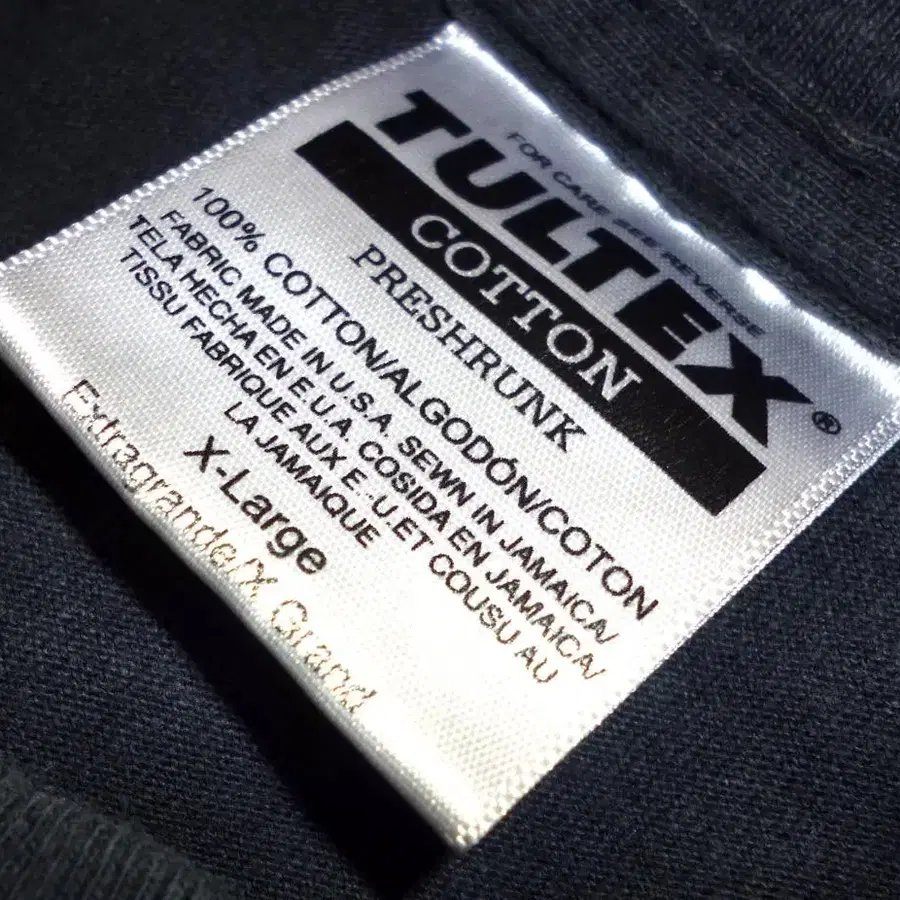 FOR CARE SEE REVERSE
TULTEX®
COTTON
PRESHRUNK
100% COTTON/ALGODÓN/COTON
FABRIC MADE IN U.S.A. SEWN IN JAMAICA/
TELA HECHA EN E.U.A. COSIDA EN JAMAICA/
TISSU FABRIQUE AUX E.-U. ET COUSU AU
LA JAMAIQUE
X-Large
Extragrande/X Grand